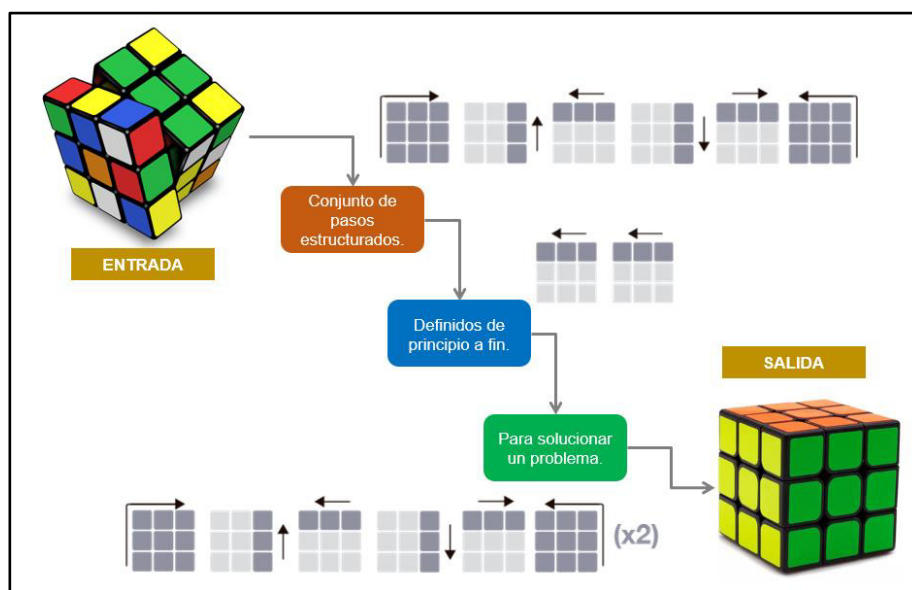 Conjunto de
pasos
estructurados.
ENTRADA
Definidos de
principio a fin.
SALIDA
Para solucionar
un problema.
(x2)